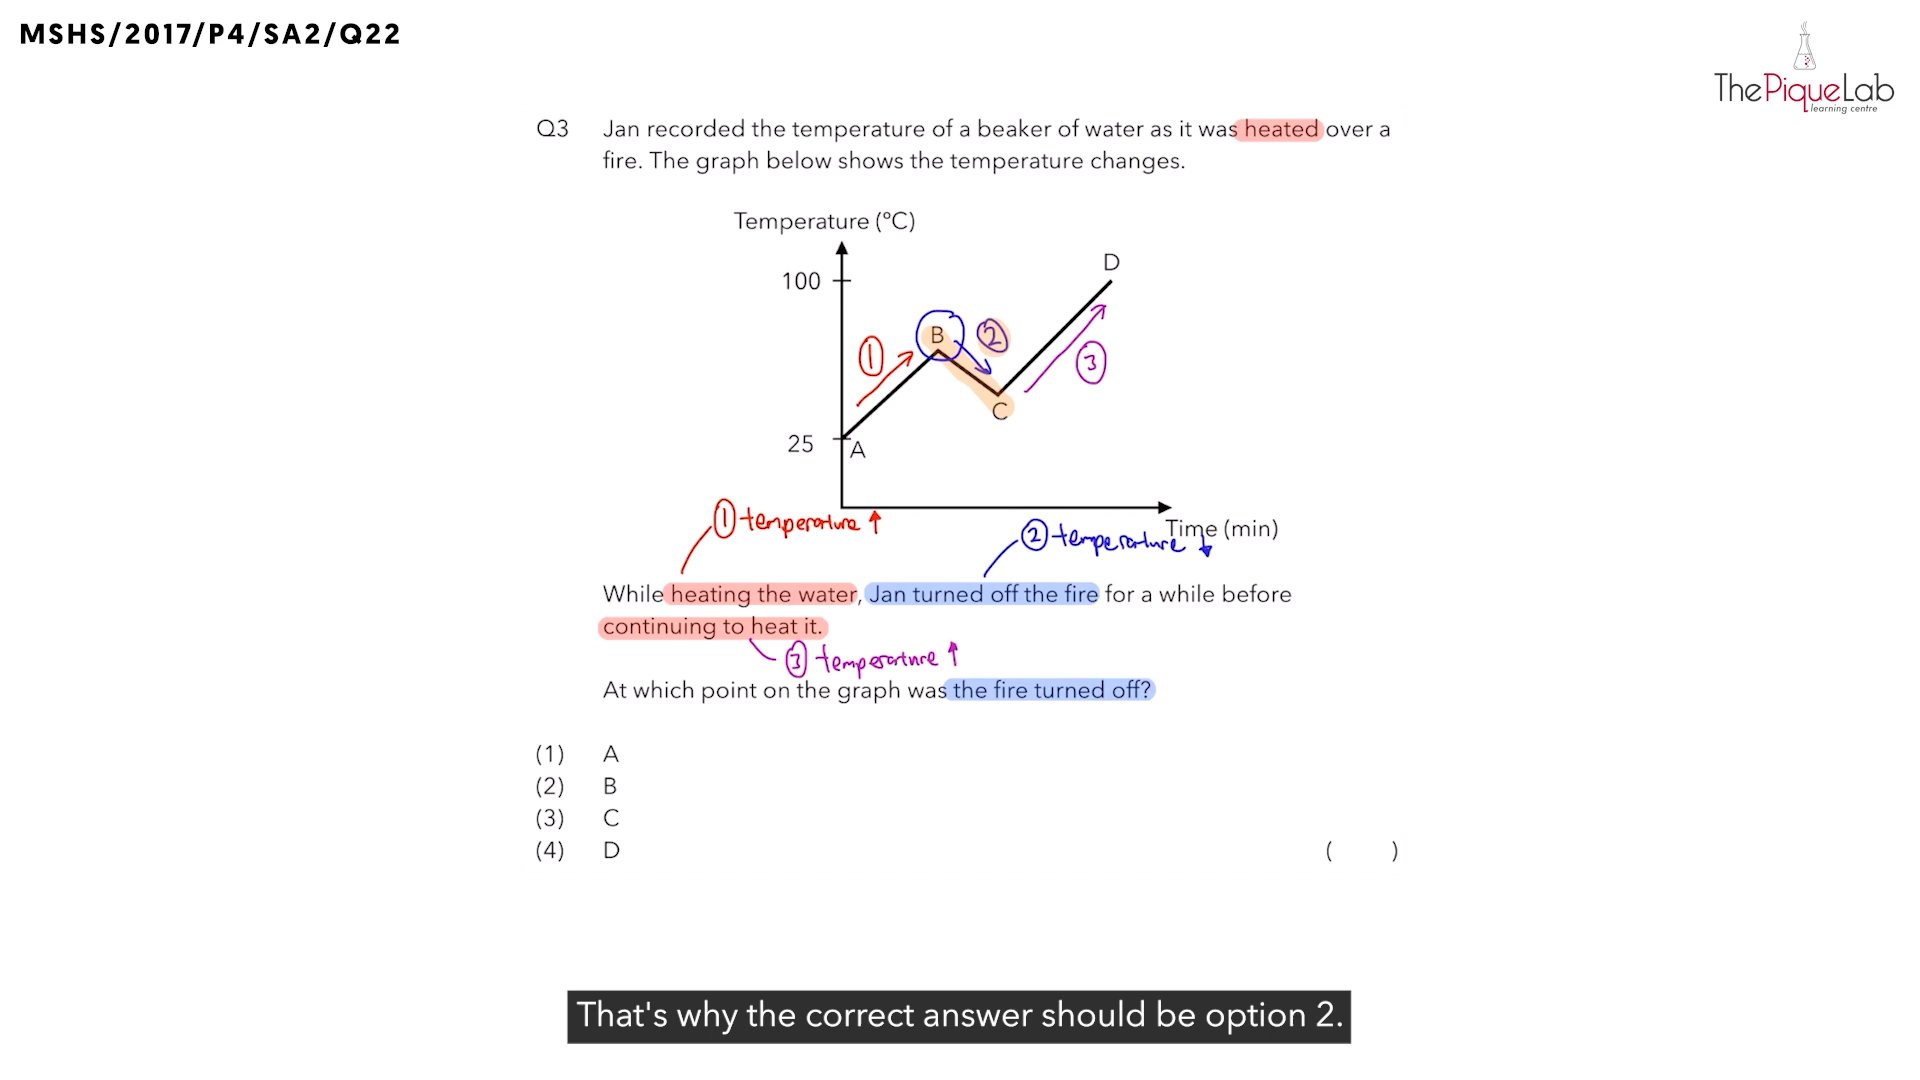 MSHS/2017/P4/SA2/Q22
ThePiqueLab
learning centre
Q3 Jan recorded the temperature of a beaker of water as it was heated over a
fire. The graph below shows the temperature changes.
Temperature (°C)
100
25
A
B
C
D
1
2
3
Time (min)
1 temperature ↑
2 temperature ↓
While heating the water, Jan turned off the fire for a while before
continuing to heat it.
3 temperature ↑
At which point on the graph was the fire turned off?
(1) A
(2) B
(3) C
(4) D
( )
That's why the correct answer should be option 2.